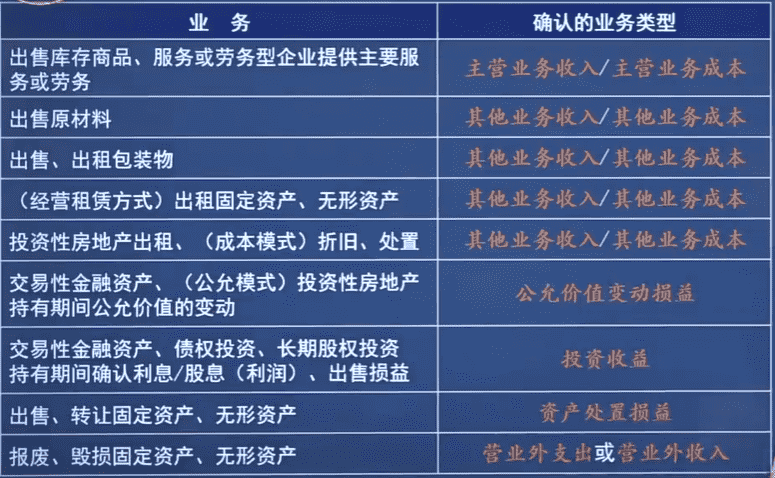 业 务 确认的业务类型
出售库存商品、服务或劳务型企业提供主要服
务或劳务
主营业务收入/主营业务成本
出售原材料 其他业务收入/其他业务成本
出售、出租包装物 其他业务收入/其他业务成本
（经营租赁方式）出租固定资产、无形资产 其他业务收入/其他业务成本
投资性房地产出租、（成本模式）折旧、处置 其他业务收入/其他业务成本
交易性金融资产、（公允模式）投资性房地产
持有期间公允价值的变动
公允价值变动损益
交易性金融资产、债权投资、长期股权投资
持有期间确认利息/股息（利润）、出售损益
投资收益
出售、转让固定资产、无形资产 资产处置损益
报废、毁损固定资产、无形资产 营业外支出或营业外收入